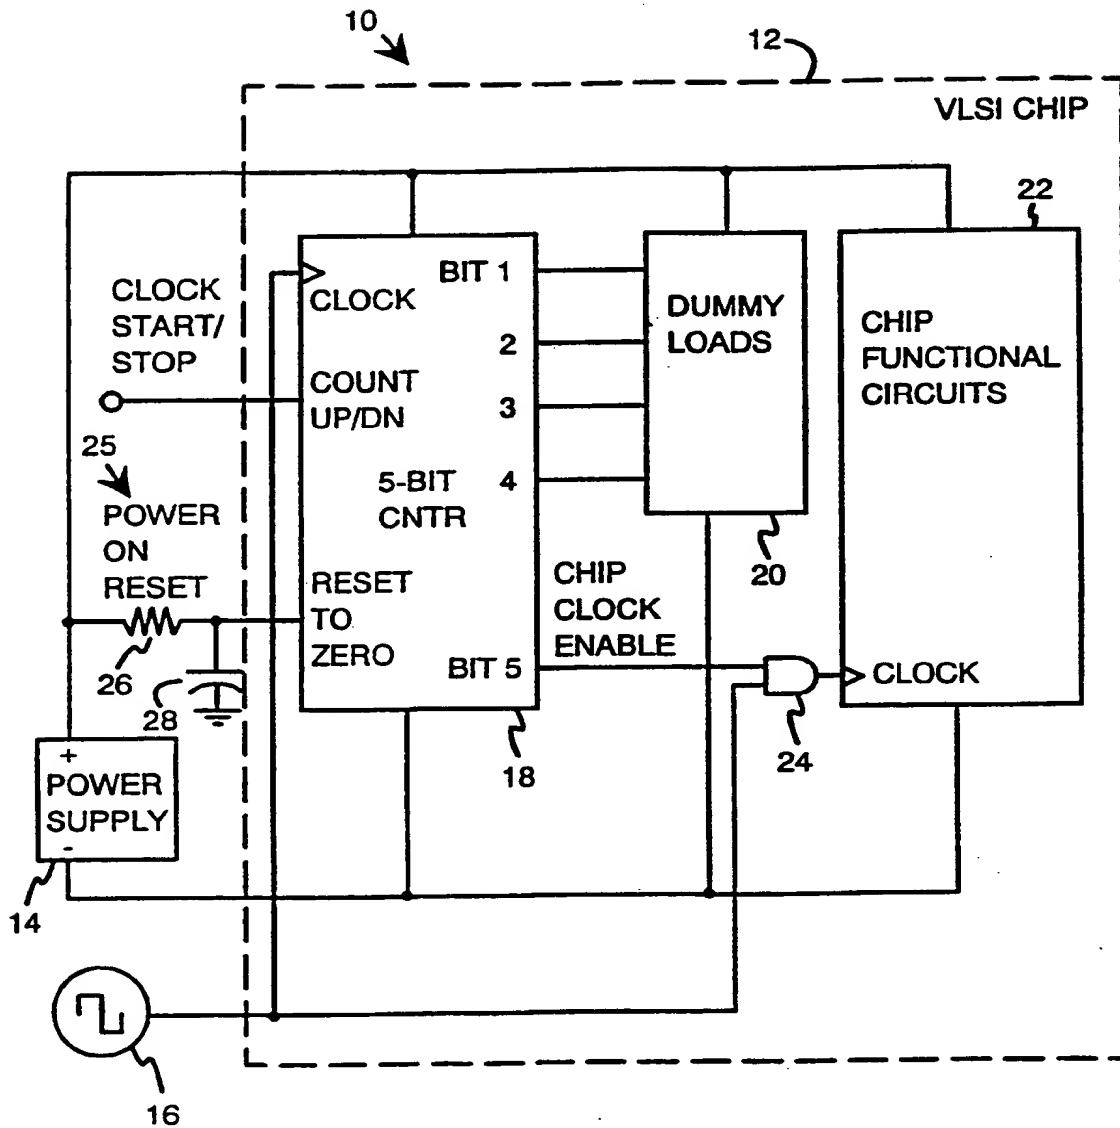 10
12
VLSI CHIP
22
CLOCK
START/
STOP
CLOCK
BIT 1
2
3
4
DUMMY
LOADS
CHIP
FUNCTIONAL
CIRCUITS
COUNT
UP/DN
25
POWER
ON
RESET
5-BIT
CNTR
RESET
TO
ZERO
BIT 5
20
CHIP
CLOCK
ENABLE
CLOCK
26
28
18
24
+
POWER
SUPPLY
-
14
16